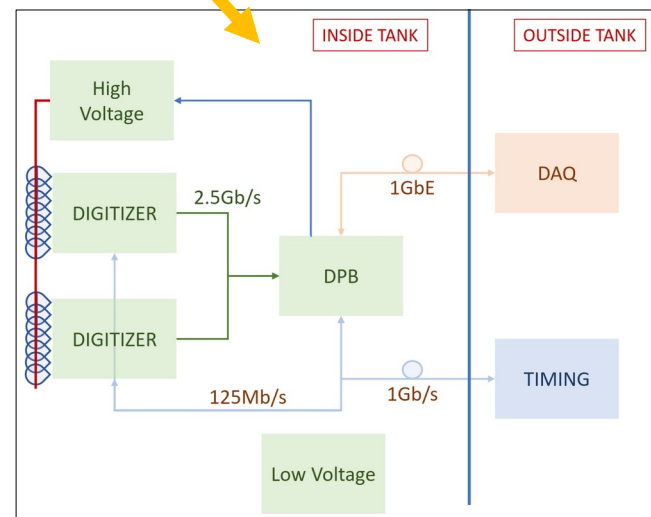 INSIDE TANK
OUTSIDE TANK
High
Voltage
DIGITIZER
2.5Gb/s
1GbE
DAQ
DPB
DIGITIZER
125Mb/s
1Gb/s
TIMING
Low Voltage